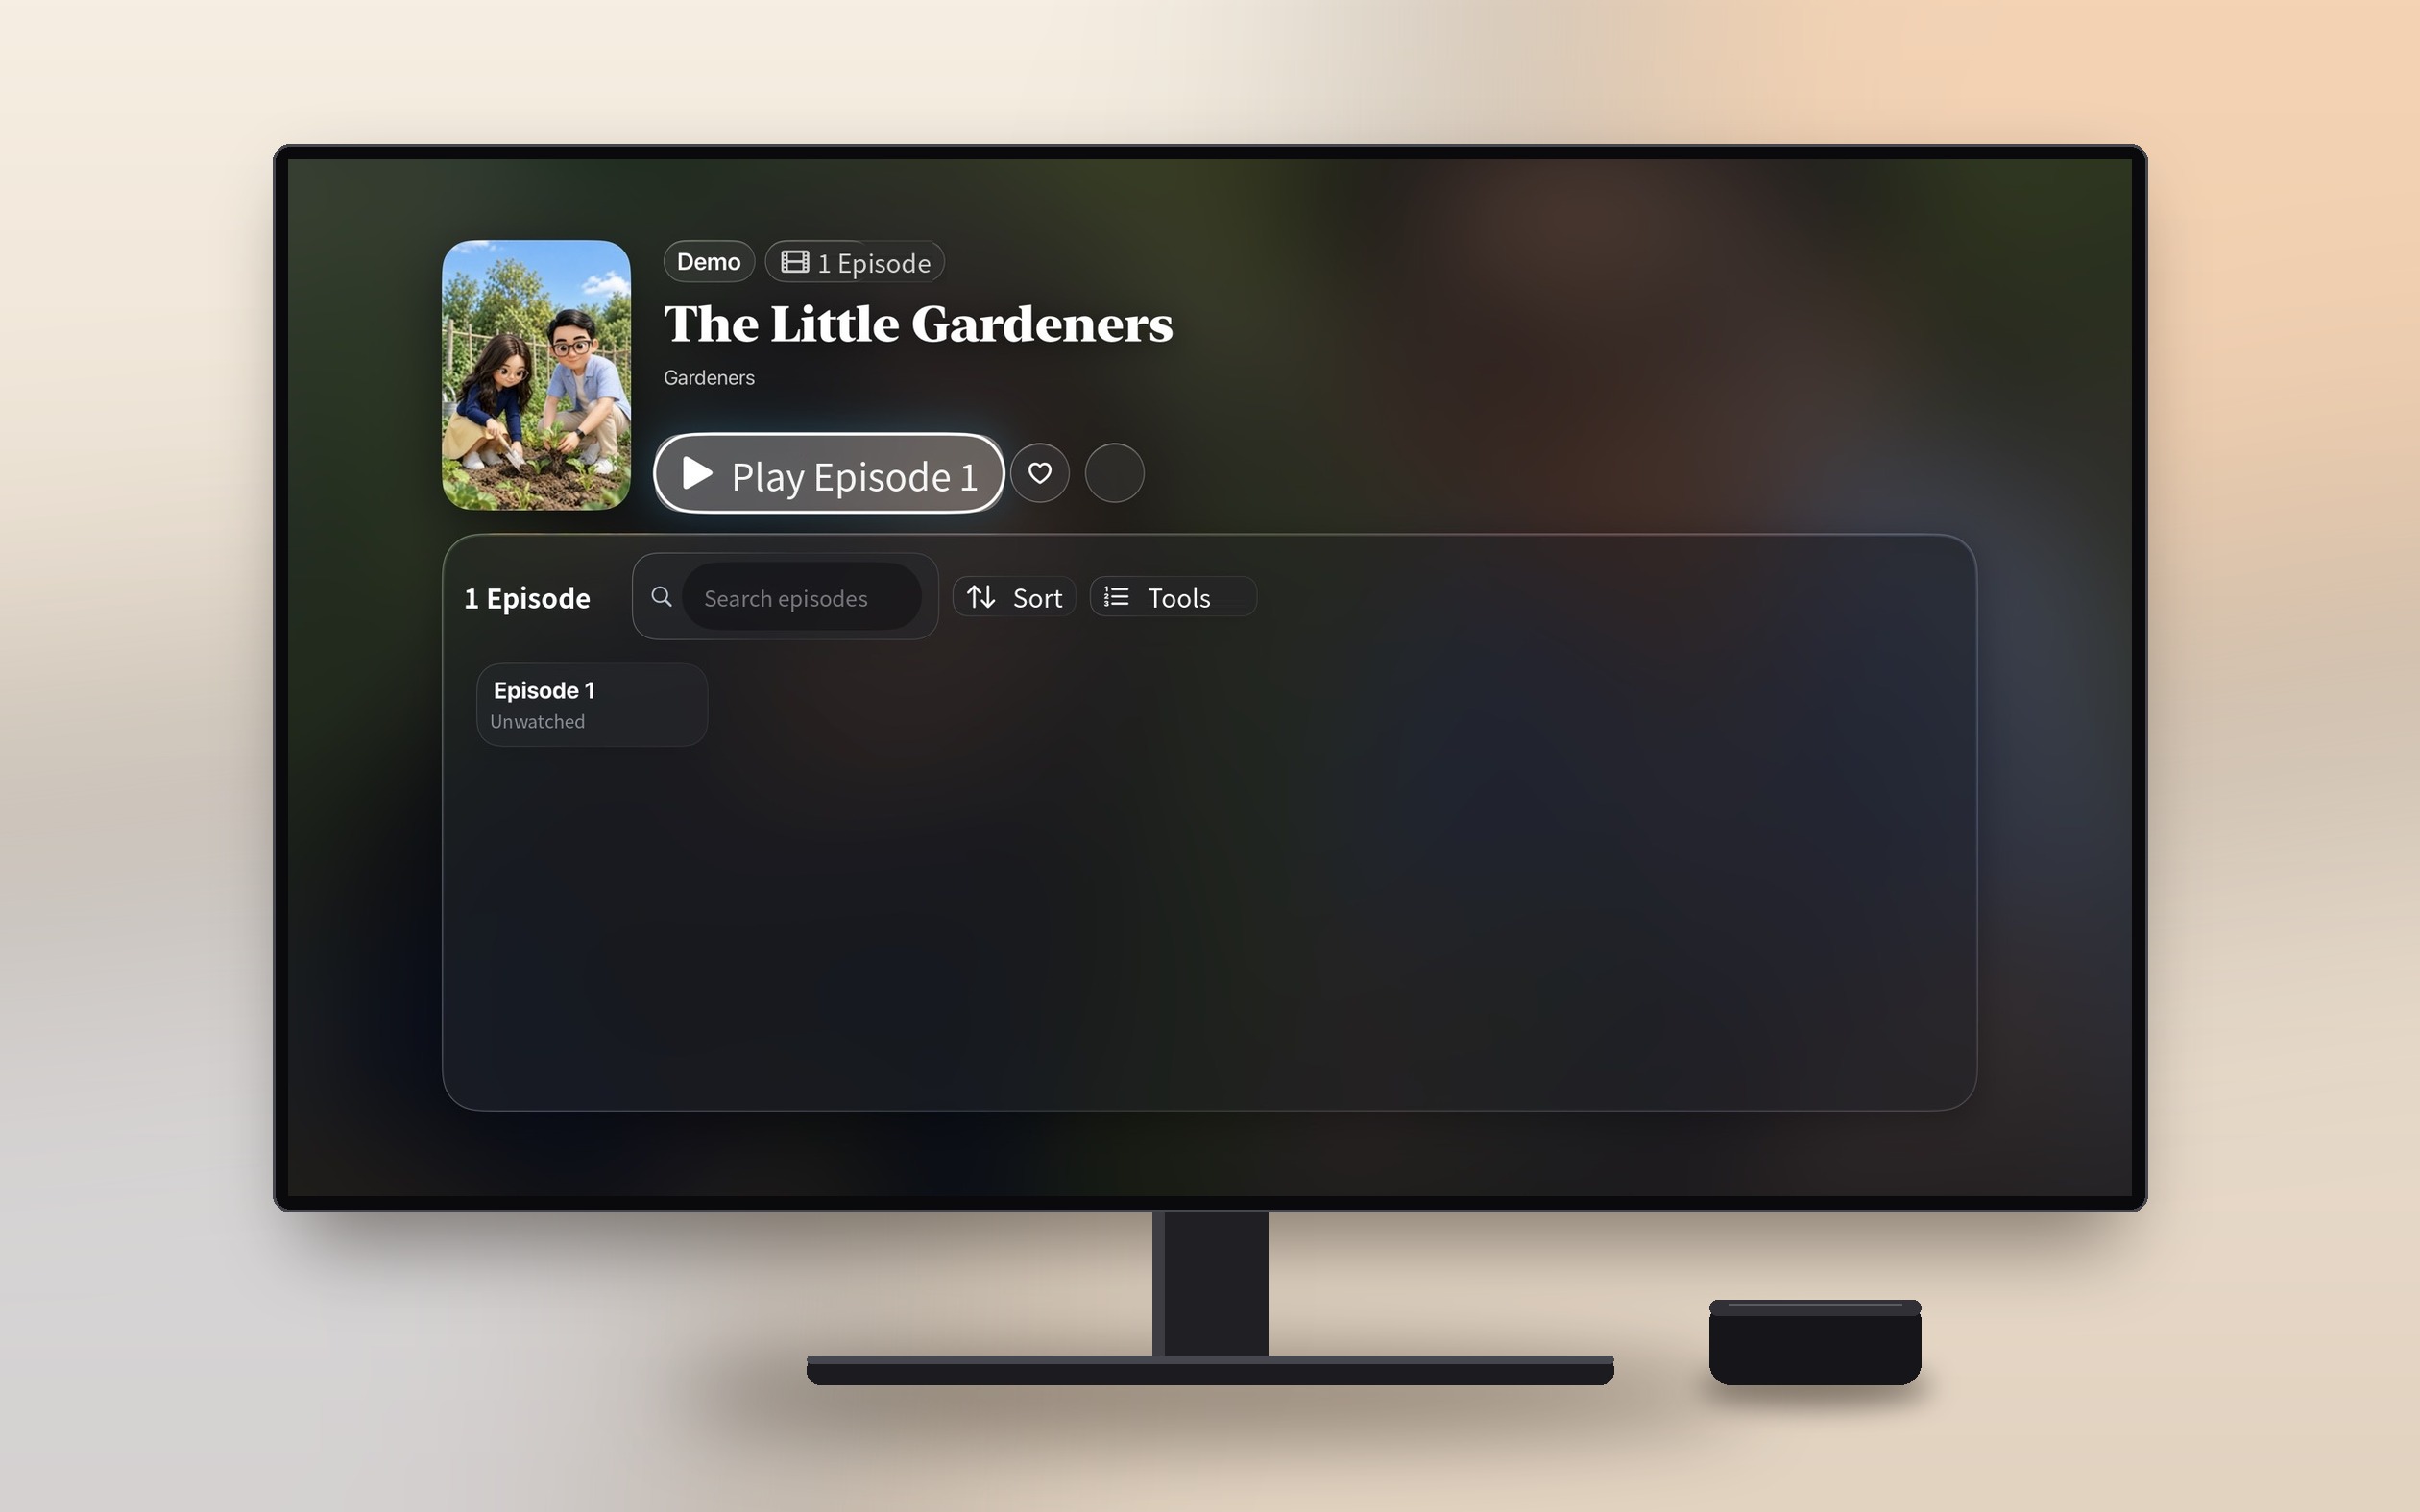 Demo
1 Episode
The Little Gardeners
Gardeners
Play Episode 1
1 Episode
Search episodes
Sort
Tools
Episode 1
Unwatched